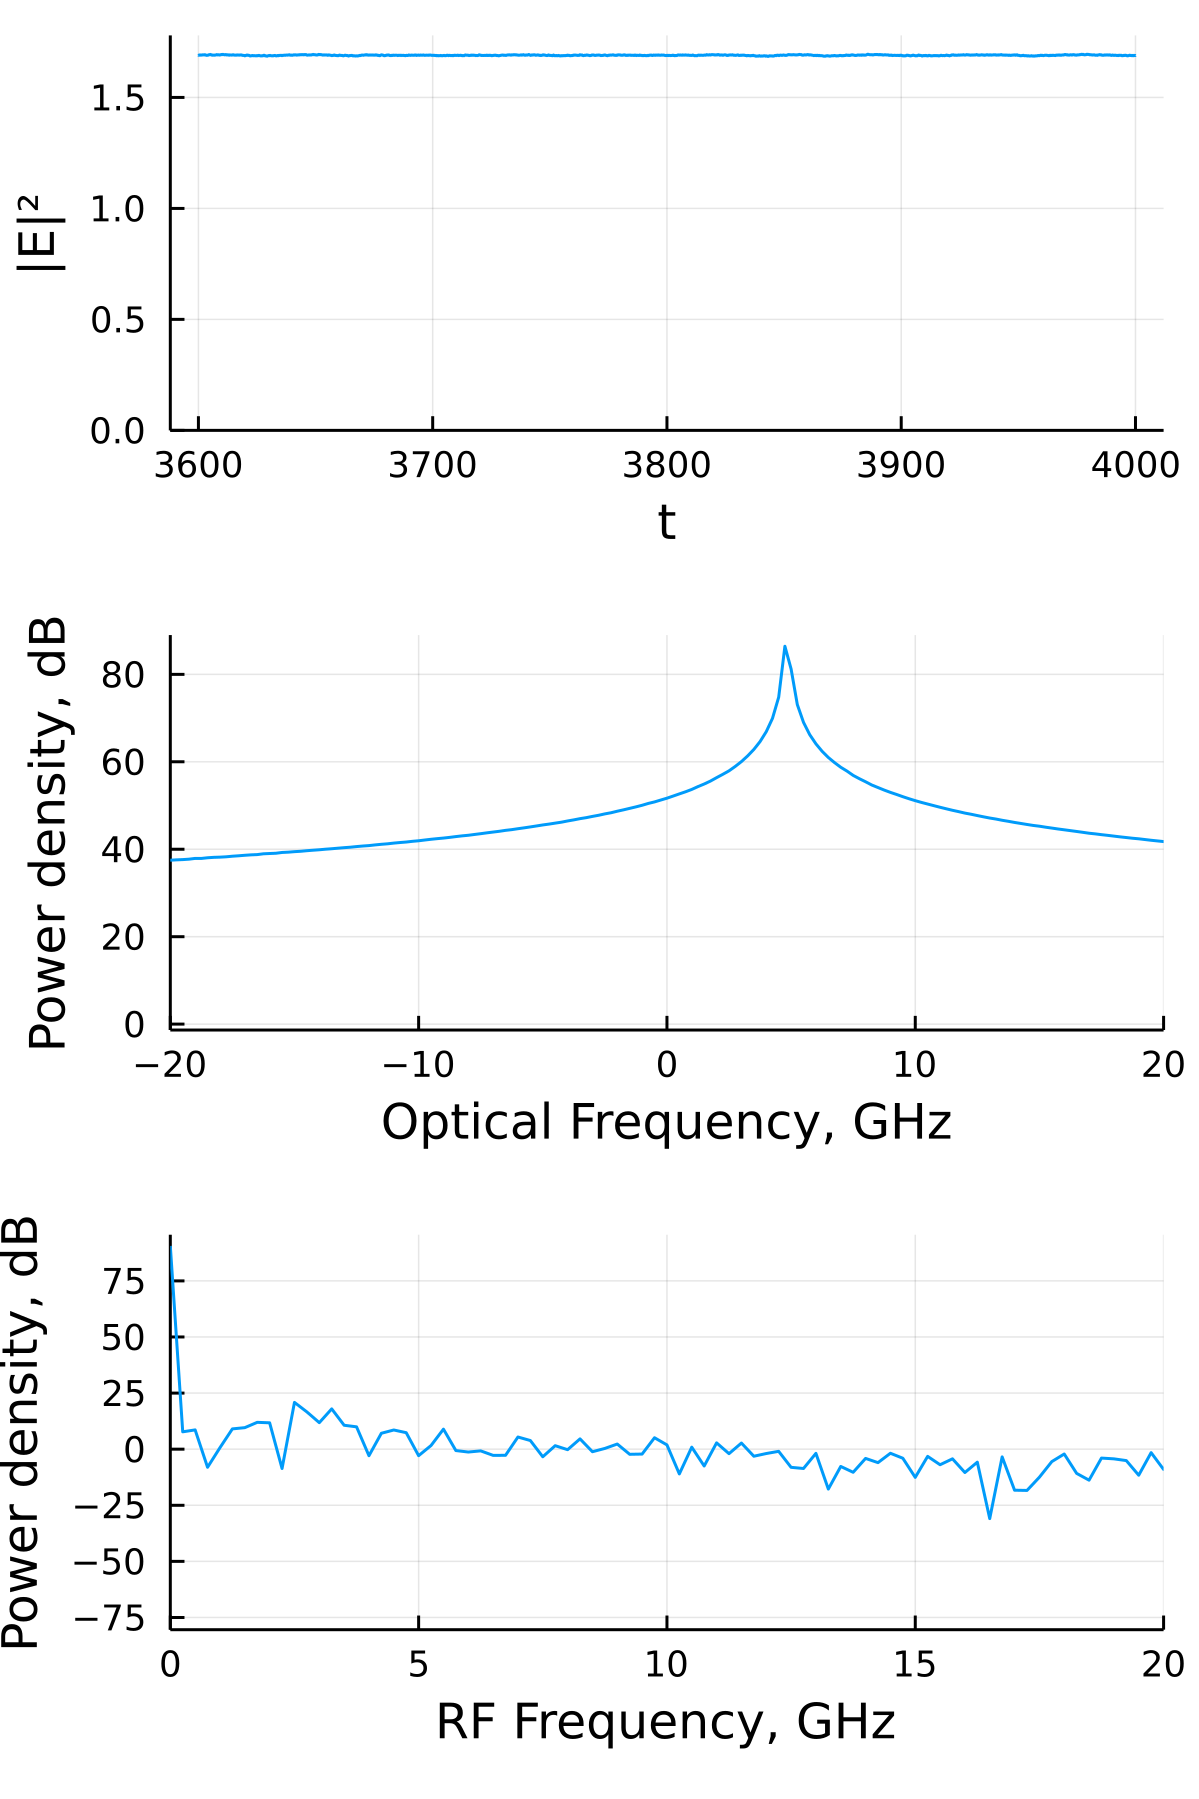 |E|²
1.5
1.0
0.5
0.0
3600 3700 3800 3900 4000
t
Power density, dB
80
60
40
20
0
−20 −10 0 10 20
Optical Frequency, GHz
Power density, dB
75
50
25
0
−25
−50
−75
0 5 10 15 20
RF Frequency, GHz